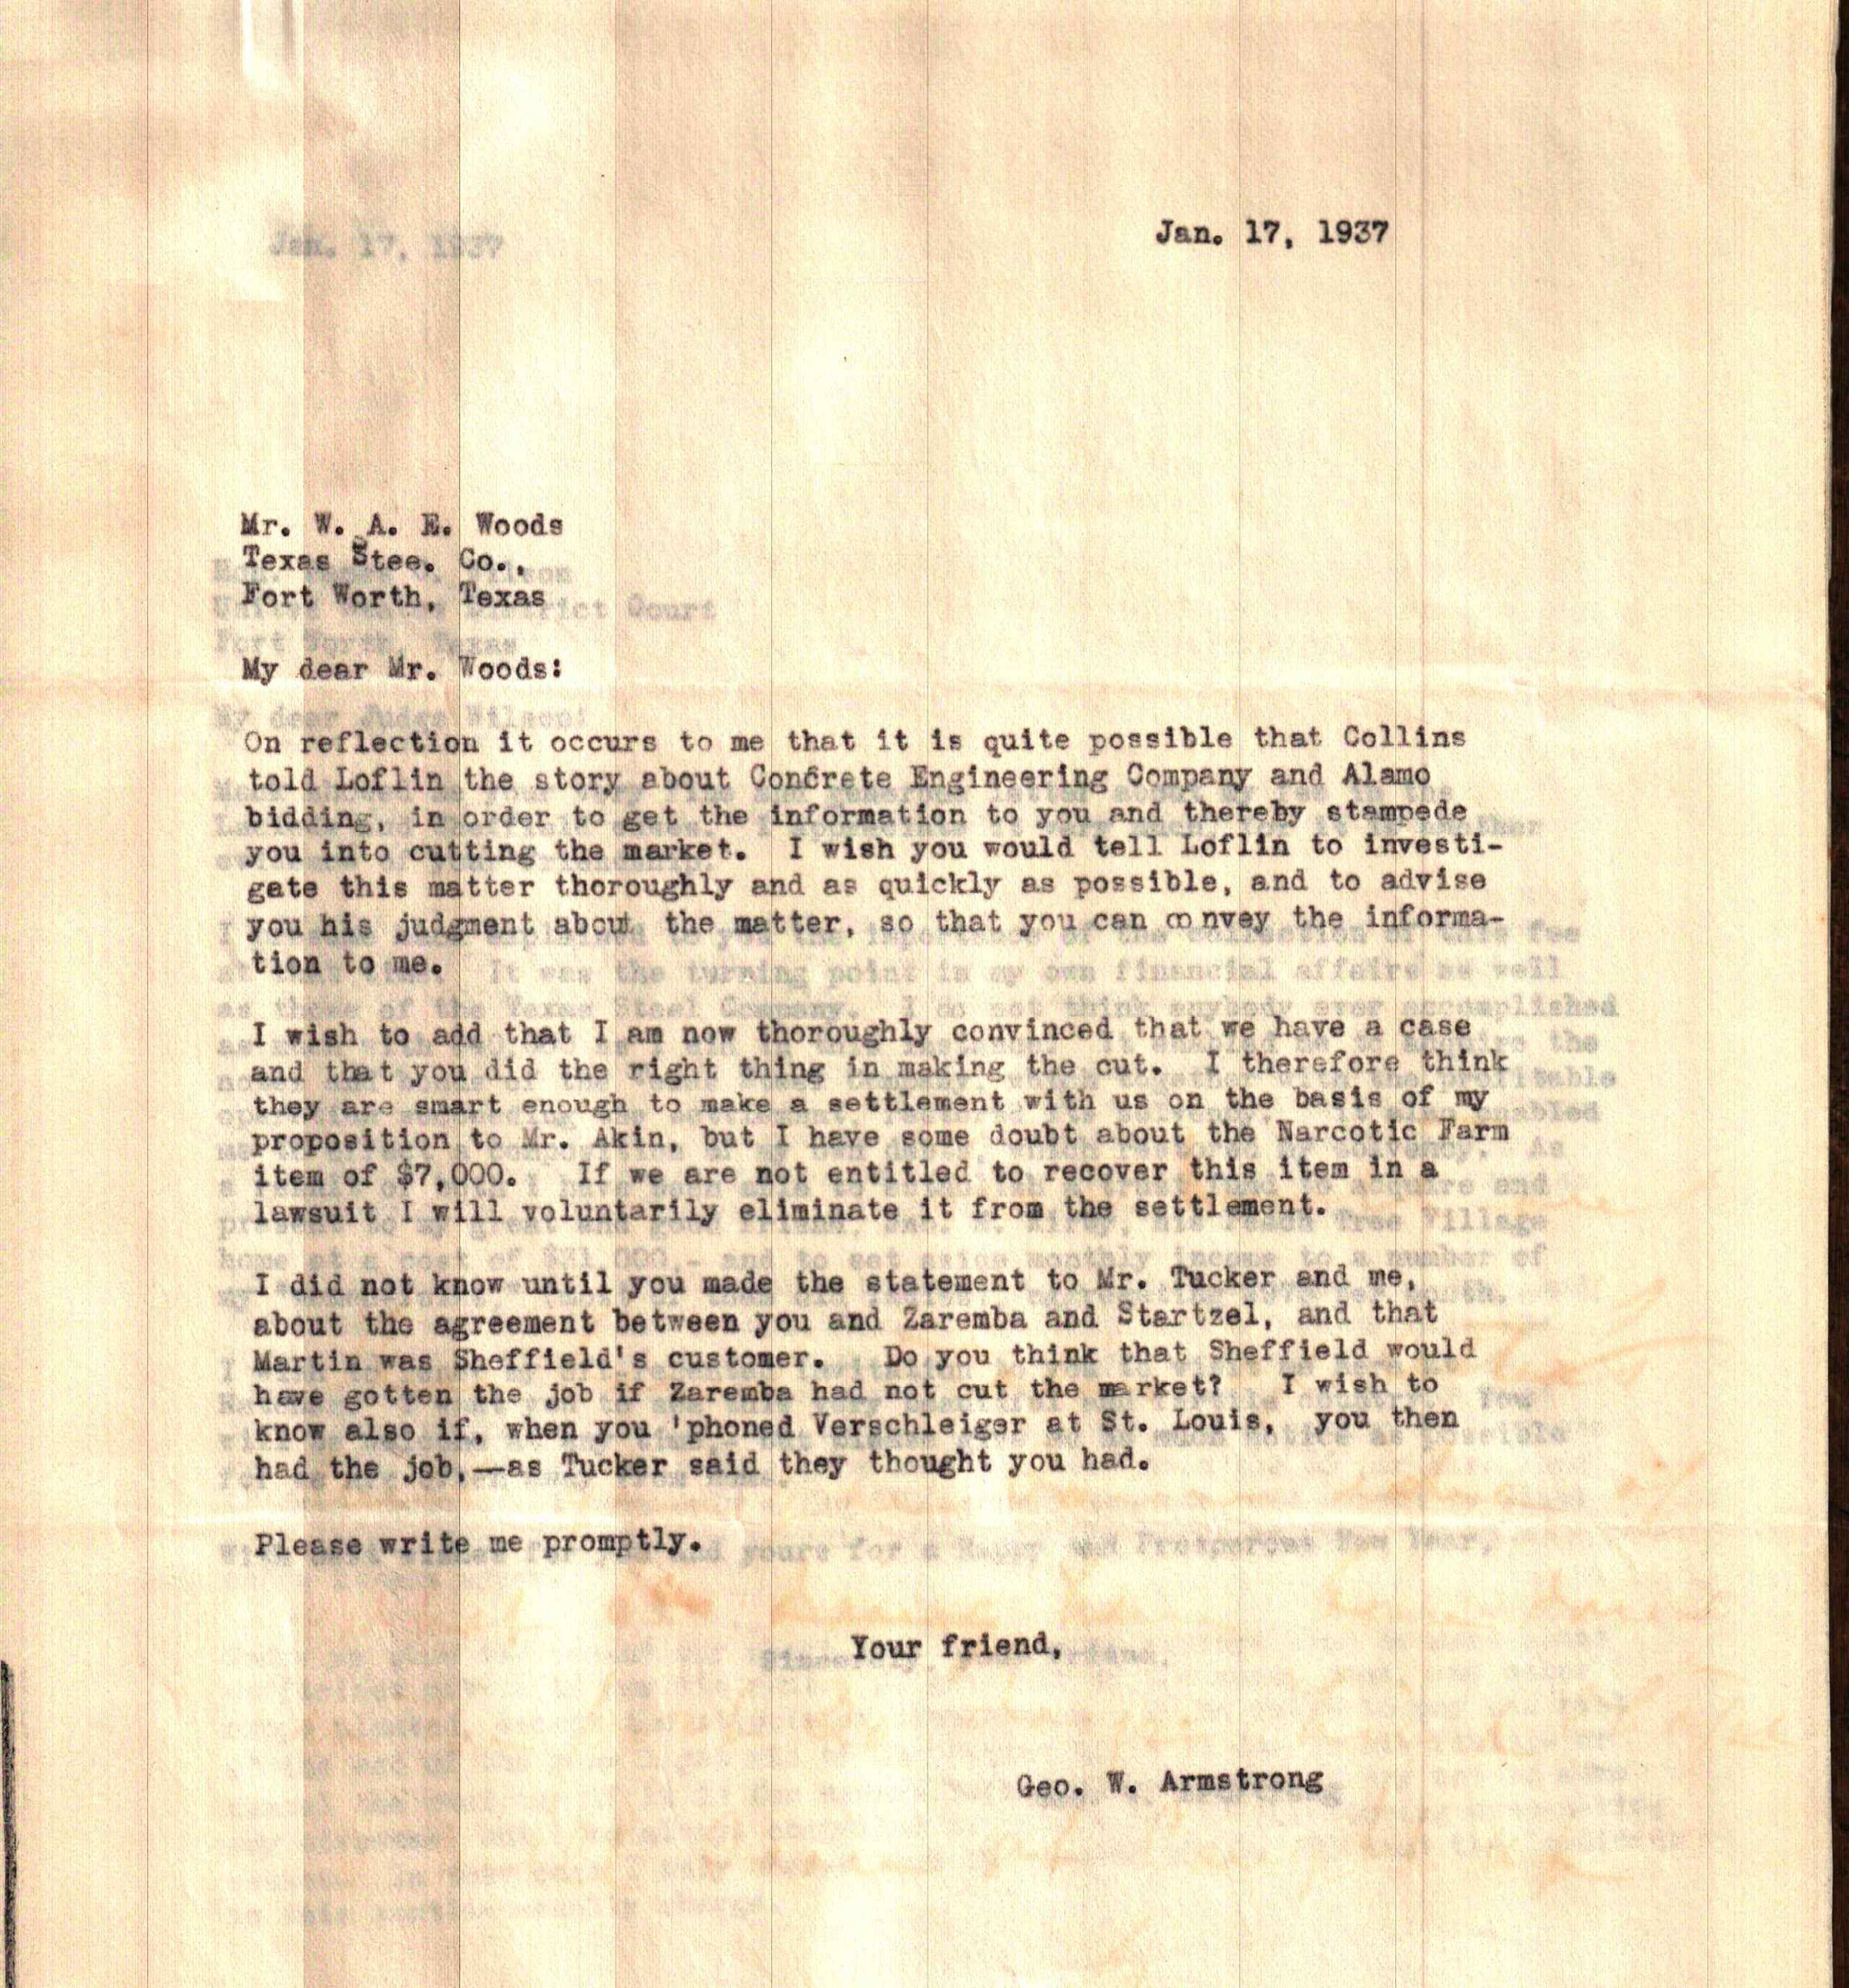 Jan. 17, 1937
Mr. W. A. E. Woods
Texas Stee. Co.,
Fort Worth, Texas
My dear Mr. Woods:
On reflection it occurs to me that it is quite possible that Collins
told Loflin the story about Concrete Engineering Company and Alamo
bidding, in order to get the information to you and thereby stampede
you into cutting the market. I wish you would tell Loflin to investi-
gate this matter thoroughly and as quickly as possible, and to advise
you his judgment about the matter, so that you can convey the informa-
tion to me.
I wish to add that I am now thoroughly convinced that we have a case
and that you did the right thing in making the cut. I therefore think
they are smart enough to make a settlement with us on the basis of my
proposition to Mr. Akin, but I have some doubt about the Narcotic Farm
item of $7,000. If we are not entitled to recover this item in a
lawsuit I will voluntarily eliminate it from the settlement.
I did not know until you made the statement to Mr. Tucker and me,
about the agreement between you and Zaremba and Startzel, and that
Martin was Sheffield's customer. Do you think that Sheffield would
have gotten the job if Zaremba had not cut the market? I wish to
know also if, when you 'phoned Verschleiger at St. Louis, you then
had the job,—as Tucker said they thought you had.
Please write me promptly.
Your friend,
Geo. W. Armstrong